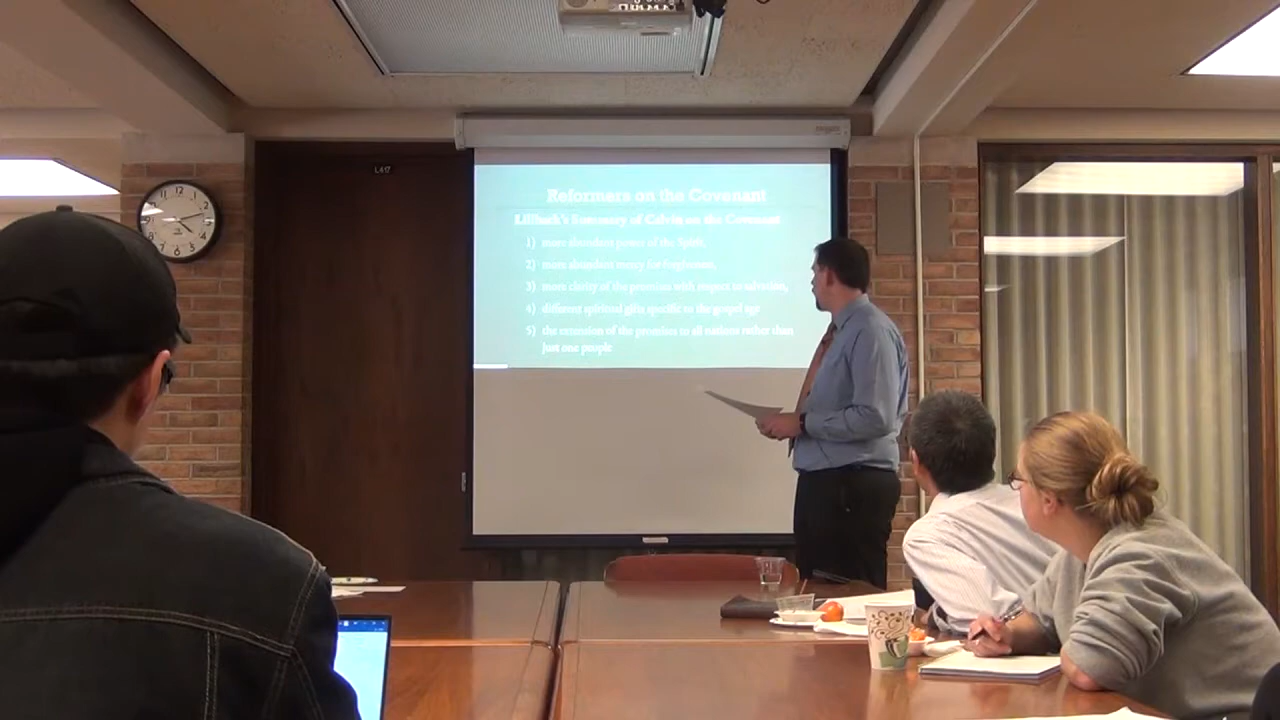 L417
Reformers on the Covenant
Lillback's Summary of Calvin on the Covenant
1) more abundant power of the Spirit,
2) more abundant mercy for forgiveness,
3) more clarity of the promises with respect to salvation,
4) different spiritual gifts specific to the gospel age
5) the extension of the promises to all nations rather than
just one people